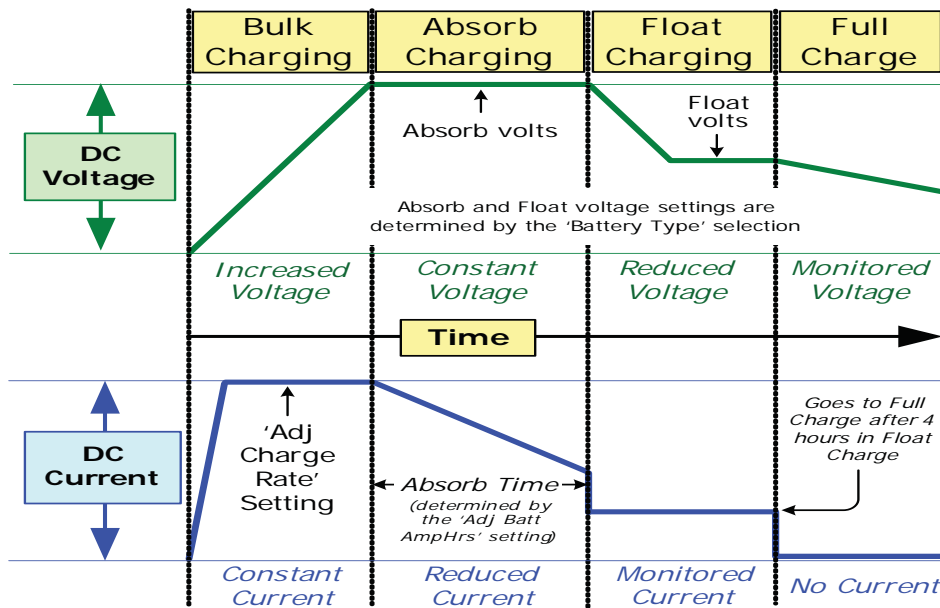 Bulk
Charging
Absorb
Charging
Float
Charging
Full
Charge
DC
Voltage
Absorb volts
Float
volts
Absorb and Float voltage settings are
determined by the ‘Battery Type’ selection
Increased
Voltage
Constant
Voltage
Reduced
Voltage
Monitored
Voltage
Time
DC
Current
‘Adj
Charge
Rate’
Setting
Absorb Time
(determined by
the ‘Adj Batt
AmpHrs’ setting)
Goes to Full
Charge after 4
hours in Float
Charge
Constant
Current
Reduced
Current
Monitored
Current
No Current